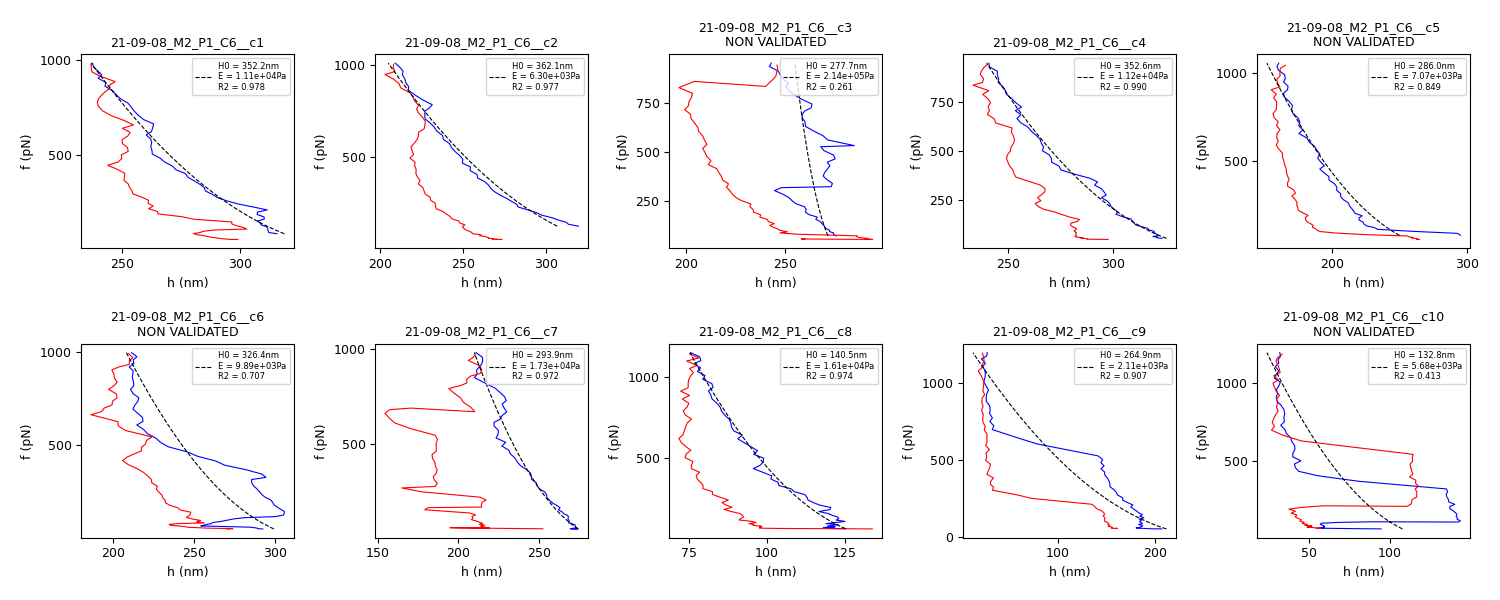 21-09-08_M2_P1_C6__c1
H0 = 352.2nm
E = 1.11e+04Pa
R2 = 0.978
1000
500
f (pN)
250
300
h (nm)
21-09-08_M2_P1_C6__c2
H0 = 362.1nm
E = 6.30e+03Pa
R2 = 0.977
1000
500
f (pN)
200
250
300
h (nm)
21-09-08_M2_P1_C6__c3
NON VALIDATED
H0 = 277.7nm
E = 2.14e+05Pa
R2 = 0.261
750
500
250
f (pN)
200
250
h (nm)
21-09-08_M2_P1_C6__c4
H0 = 352.6nm
E = 1.12e+04Pa
R2 = 0.990
750
500
250
f (pN)
250
300
h (nm)
21-09-08_M2_P1_C6__c5
NON VALIDATED
H0 = 286.0nm
E = 7.07e+03Pa
R2 = 0.849
1000
500
f (pN)
200
300
h (nm)
21-09-08_M2_P1_C6__c6
NON VALIDATED
H0 = 326.4nm
E = 9.89e+03Pa
R2 = 0.707
1000
500
f (pN)
200
250
300
h (nm)
21-09-08_M2_P1_C6__c7
H0 = 293.9nm
E = 1.73e+04Pa
R2 = 0.972
1000
500
f (pN)
150
200
250
h (nm)
21-09-08_M2_P1_C6__c8
H0 = 140.5nm
E = 1.61e+04Pa
R2 = 0.974
1000
500
f (pN)
75
100
125
h (nm)
21-09-08_M2_P1_C6__c9
H0 = 264.9nm
E = 2.11e+03Pa
R2 = 0.907
1000
500
0
f (pN)
100
200
h (nm)
21-09-08_M2_P1_C6__c10
NON VALIDATED
H0 = 132.8nm
E = 5.68e+03Pa
R2 = 0.413
1000
500
f (pN)
50
100
h (nm)